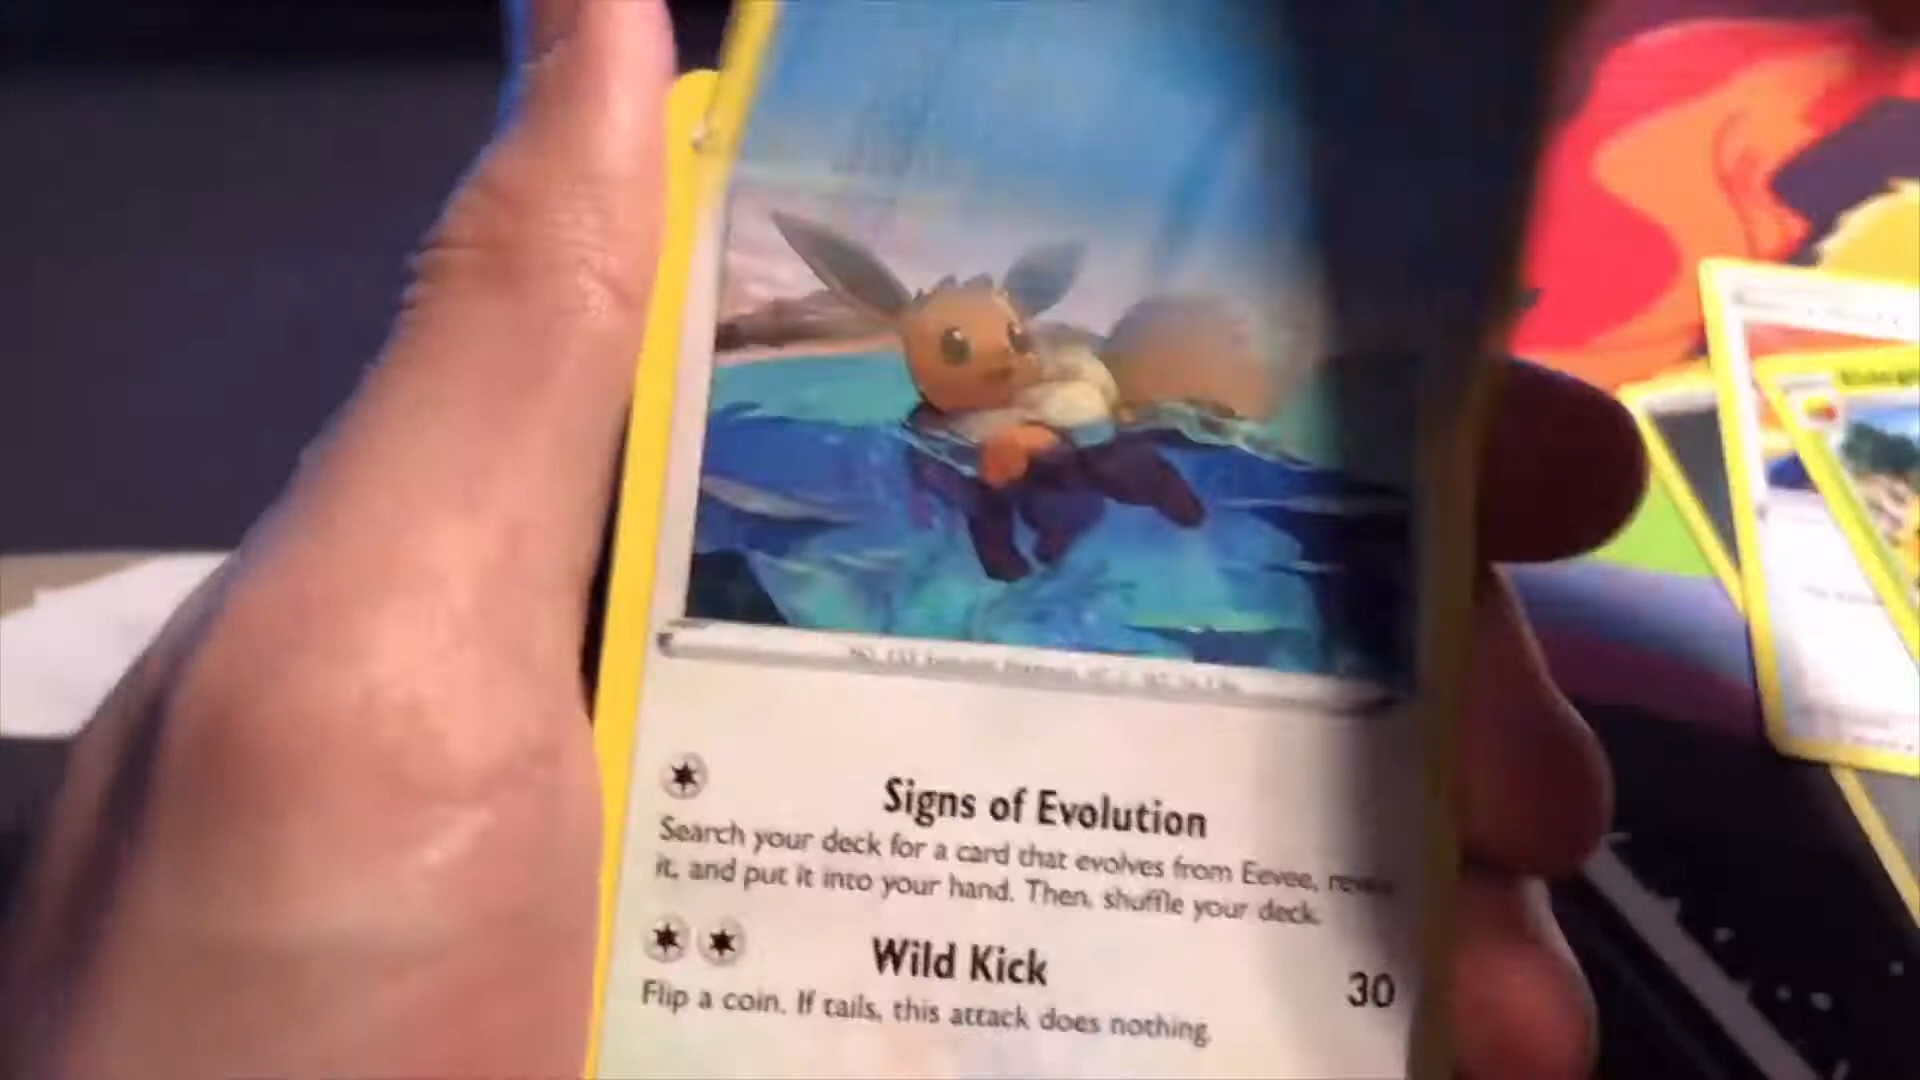 Signs of Evolution
Search your deck for a card that evolves from Eevee,
it, and put it into your hand. Then, shuffle your deck.
Wild Kick
30
Flip a coin. If tails, this attack does nothing.